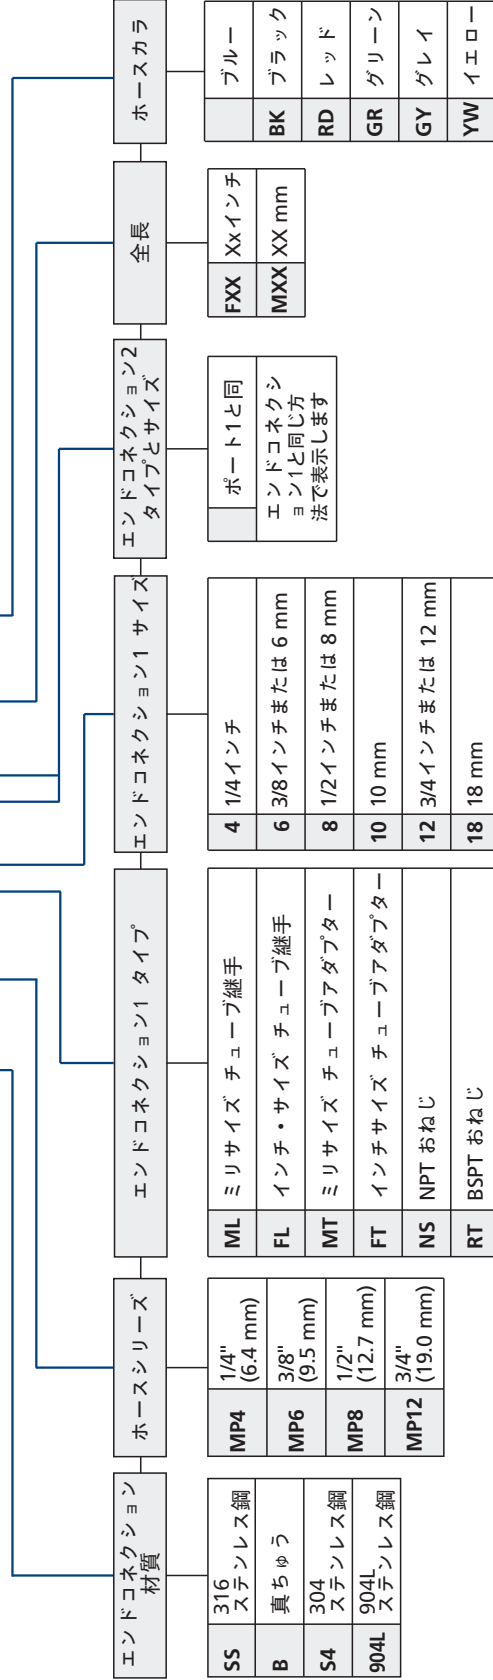 エンドコネクション
材質
SS 316
ステンレス鋼
B 真ちゅう
S4 304
ステンレス鋼
904L 904L
ステンレス鋼
ホースシリーズ
MP4 1/4"
(6.4 mm)
MP6 3/8"
(9.5 mm)
MP8 1/2"
(12.7 mm)
MP12 3/4"
(19.0 mm)
エンドコネクション1 タイプ
ML ミリサイズ チューブ継手
FL インチ・サイズ チューブ継手
MT ミリサイズ チューブアダプター
FT インチサイズ チューブアダプター
NS NPT おねじ
RT BSPT おねじ
エンドコネクション1 サイズ
4 1/4インチ
6 3/8インチまたは 6 mm
8 1/2インチまたは 8 mm
10 10 mm
12 3/4インチまたは 12 mm
18 18 mm
エンドコネクション2
タイプとサイズ
ポート1と同
エンドコネクシ
ョン1と同じ方
法で表示します
全長
FXX Xxインチ
MXX XX mm
ホースカラ
ブルー
BK ブラック
RD レッド
GR グリーン
GY グレイ
YW イエロー